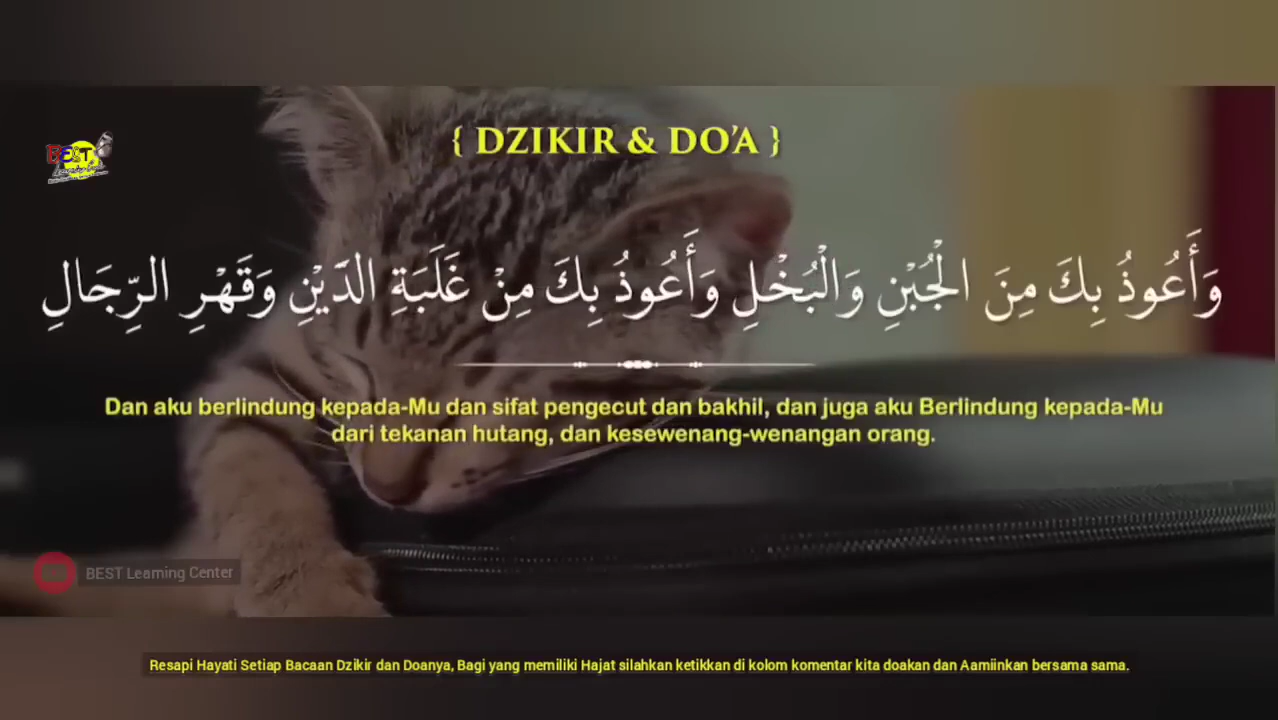 { DZIKIR & DO'A }
BEST
وَأَعُوذُ بِكَ مِنَ الْجُبْنِ وَالْبُخْلِ وَأَعُوذُ بِكَ مِنْ غَلَبَةِ الدَّيْنِ وَقَهْرِ الرِّجَالِ
Dan aku berlindung kepada-Mu dan sifat pengecut dan bakhil, dan juga aku Berlindung kepada-Mu
dari tekanan hutang, dan kesewenang-wenangan orang.
BEST Learning Center
Resapi Hayati Setiap Bacaan Dzikir dan Doanya, Bagi yang memiliki Hajat silahkan ketikkan di kolom komentar kita doakan dan Aamiinkan bersama sama.